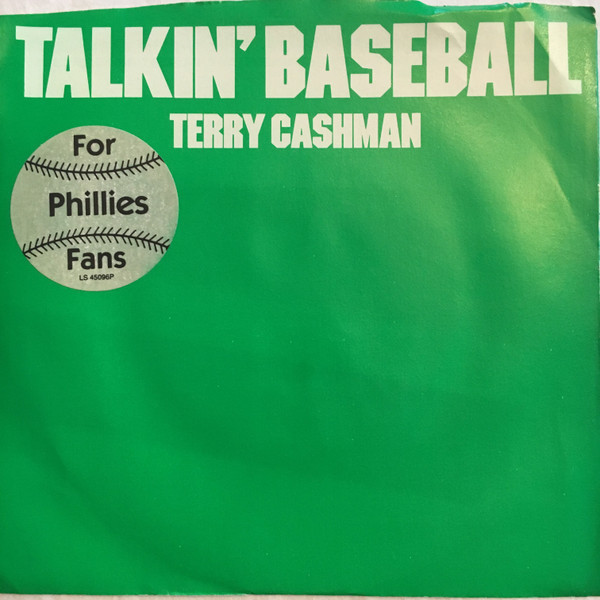 TALKIN' BASEBALL
TERRY CASHMAN
For
Phillies
Fans
LS 45096P